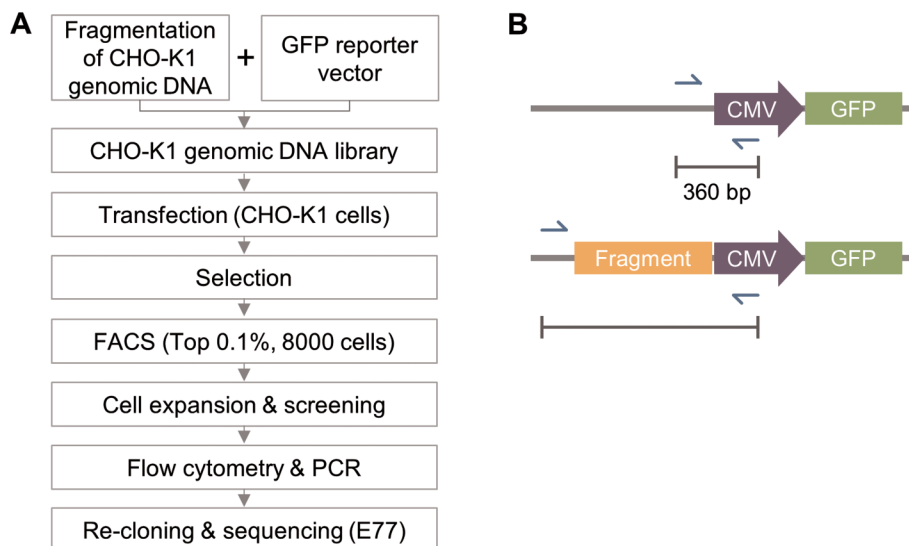 A
Fragmentation
of CHO-K1
genomic DNA
+
GFP reporter
vector
CHO-K1 genomic DNA library
Transfection (CHO-K1 cells)
Selection
FACS (Top 0.1%, 8000 cells)
Cell expansion & screening
Flow cytometry & PCR
Re-cloning & sequencing (E77)
B
CMV
GFP
360 bp
Fragment
CMV
GFP